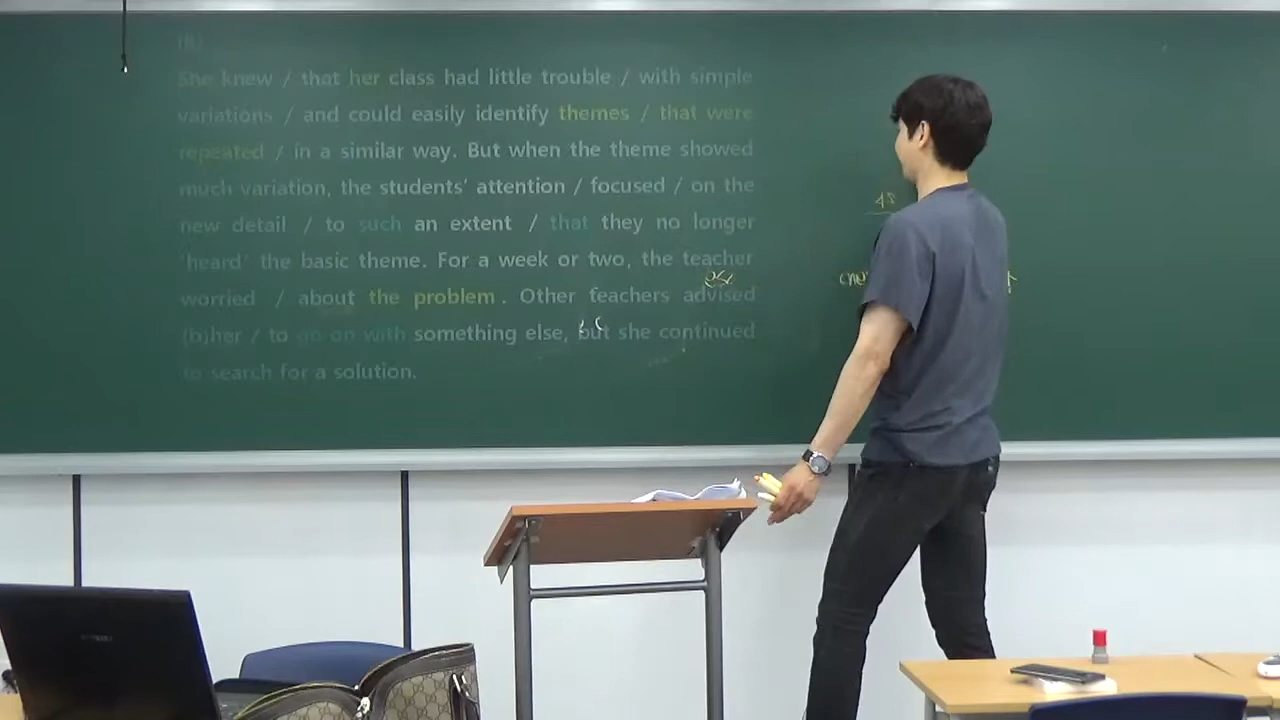 (B)
She knew / that her class had little trouble / with simple
variations / and could easily identify themes / that were
repeated / in a similar way. But when the theme showed
much variation, the students' attention / focused / on the
new detail / to such an extent / that they no longer
'heard' the basic theme. For a week or two, the teacher
worried / about the problem. Other teachers advised
(b)her / to go on with something else, but she continued
to search for a solution.